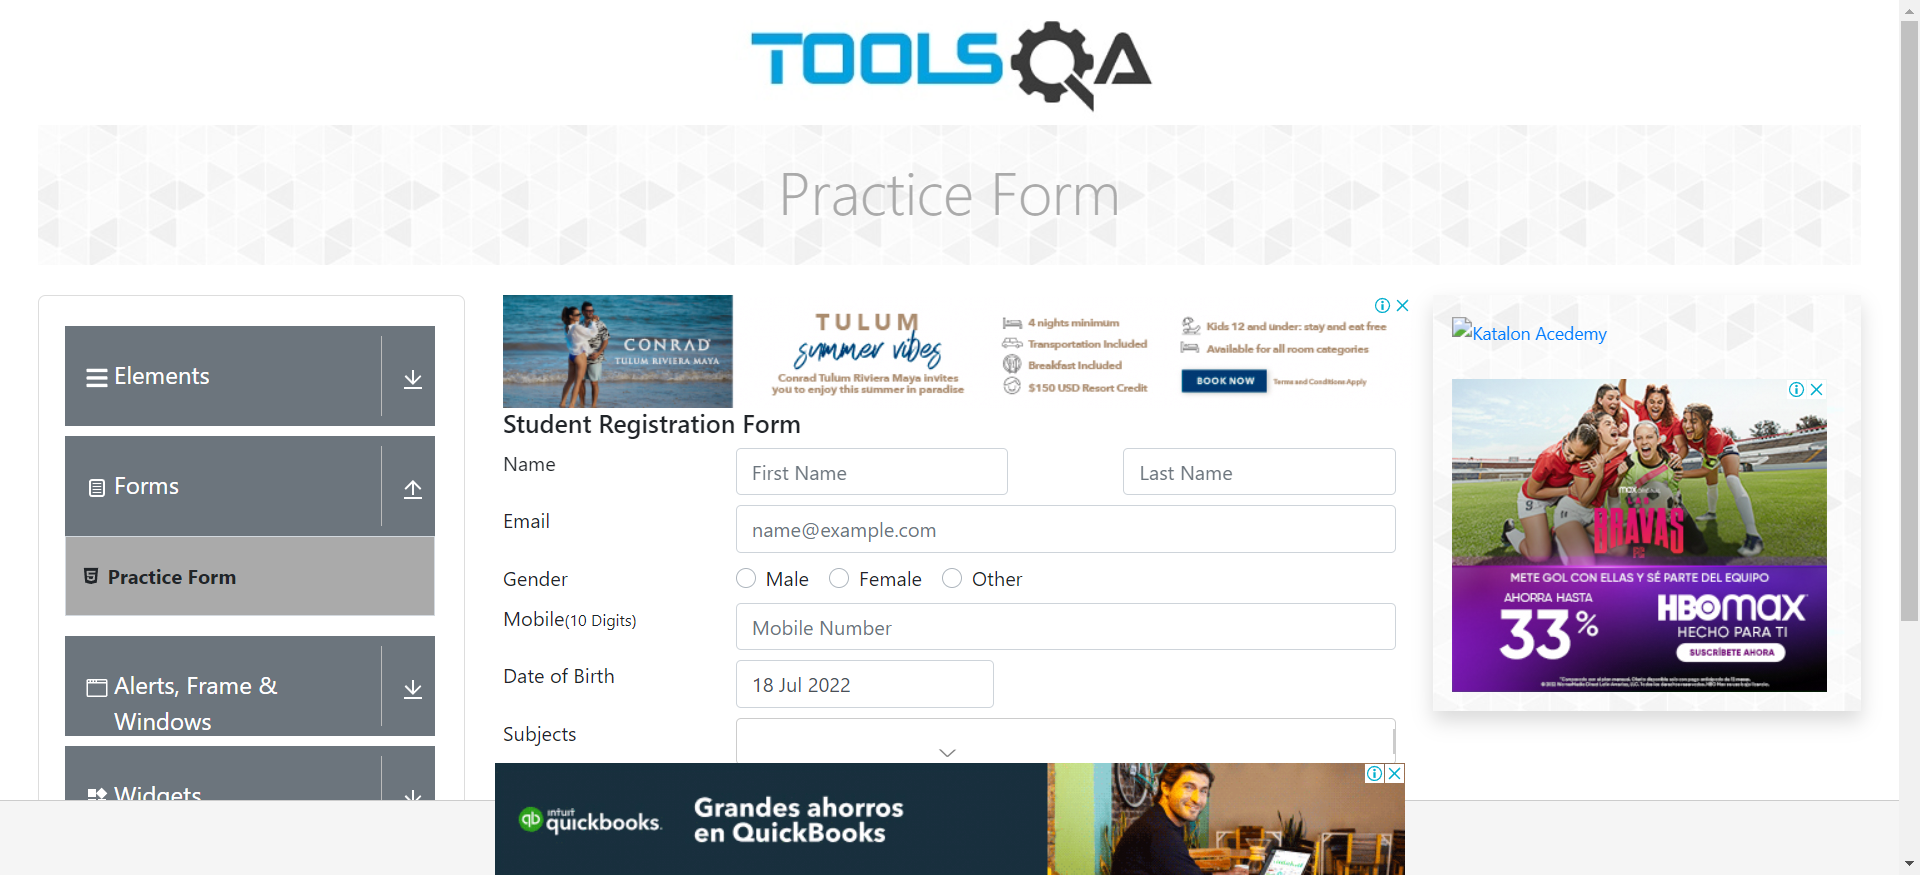 TOOLSQA
Practice Form
Elements
Forms
Practice Form
Alerts, Frame &
Windows
Widgets
CONRAD
TULUM RIVIERA MAYA
TULUM
summer vibes
Conrad Tulum Riviera Maya invites
you to enjoy this summer in paradise
4 nights minimum
Transportation Included
Breakfast Included
$150 USD Resort Credit
Kids 12 and under: stay and eat free
Available for all room categories
BOOK NOW
Terms and Conditions Apply
Student Registration Form
Name
First Name
Last Name
Email
name@example.com
Gender
Male
Female
Other
Mobile(10 Digits)
Mobile Number
Date of Birth
18 Jul 2022
Subjects
intuit
quickbooks.
Grandes ahorros
en QuickBooks
Katalon Acedemy
BRAVAS
FC
METE GOL CON ELLAS Y SÉ PARTE DEL EQUIPO
AHORRA HASTA
33%
HBOMAX
HECHO PARA TI
SUSCRÍBETE AHORA